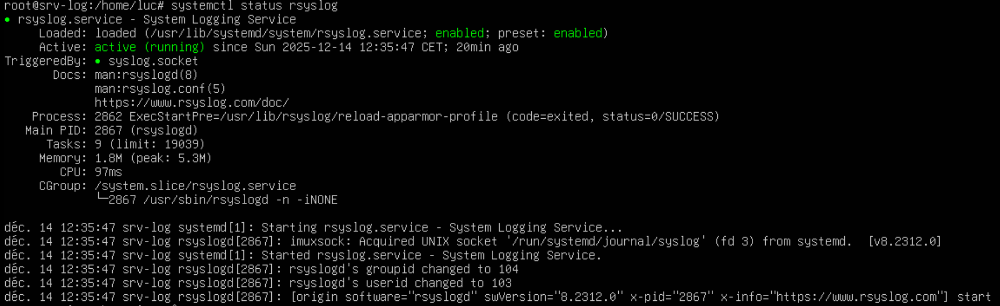 root@srv-log:/home/luc# systemctl status rsyslog
● rsyslog.service - System Logging Service
     Loaded: loaded (/usr/lib/systemd/system/rsyslog.service; enabled; preset: enabled)
     Active: active (running) since Sun 2025-12-14 12:35:47 CET; 20min ago
TriggeredBy: ● syslog.socket
       Docs: man:rsyslogd(8)
             man:rsyslog.conf(5)
             https://www.rsyslog.com/doc/
    Process: 2862 ExecStartPre=/usr/lib/rsyslog/reload-apparmor-profile (code=exited, status=0/SUCCESS)
   Main PID: 2867 (rsyslogd)
      Tasks: 9 (limit: 19039)
     Memory: 1.8M (peak: 5.3M)
        CPU: 97ms
     CGroup: /system.slice/rsyslog.service
             └─2867 /usr/sbin/rsyslogd -n -iNONE

déc. 14 12:35:47 srv-log systemd[1]: Starting rsyslog.service - System Logging Service...
déc. 14 12:35:47 srv-log rsyslogd[2867]: imuxsock: Acquired UNIX socket '/run/systemd/journal/syslog' (fd 3) from systemd.  [v8.2312.0]
déc. 14 12:35:47 srv-log systemd[1]: Started rsyslog.service - System Logging Service.
déc. 14 12:35:47 srv-log rsyslogd[2867]: rsyslogd's groupid changed to 104
déc. 14 12:35:47 srv-log rsyslogd[2867]: rsyslogd's userid changed to 103
déc. 14 12:35:47 srv-log rsyslogd[2867]: [origin software="rsyslogd" swVersion="8.2312.0" x-pid="2867" x-info="https://www.rsyslog.com"] start